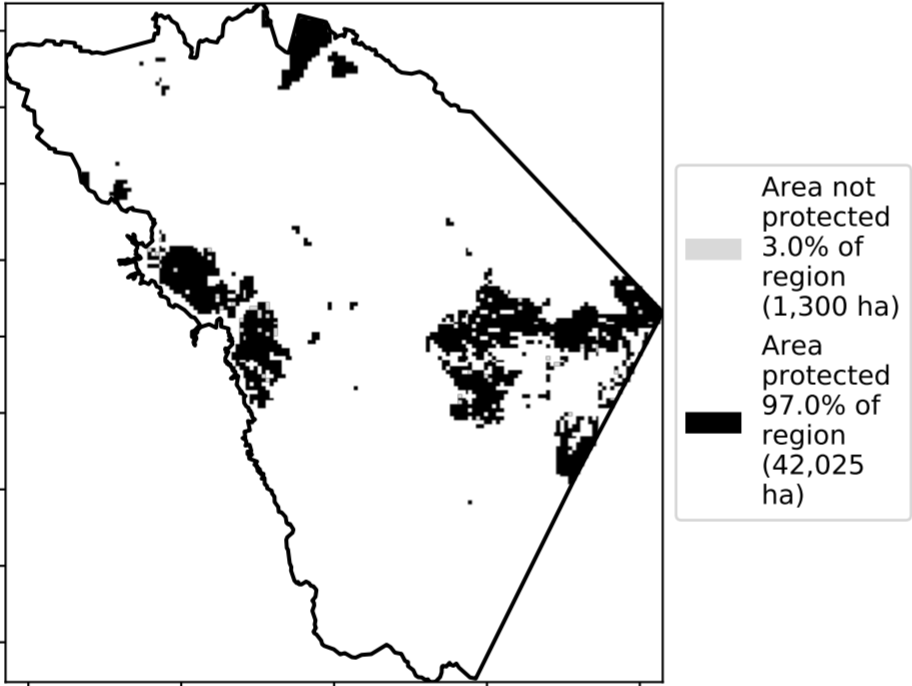 Area not
protected
3.0% of
region
(1,300 ha)
Area
protected
97.0% of
region
(42,025
ha)